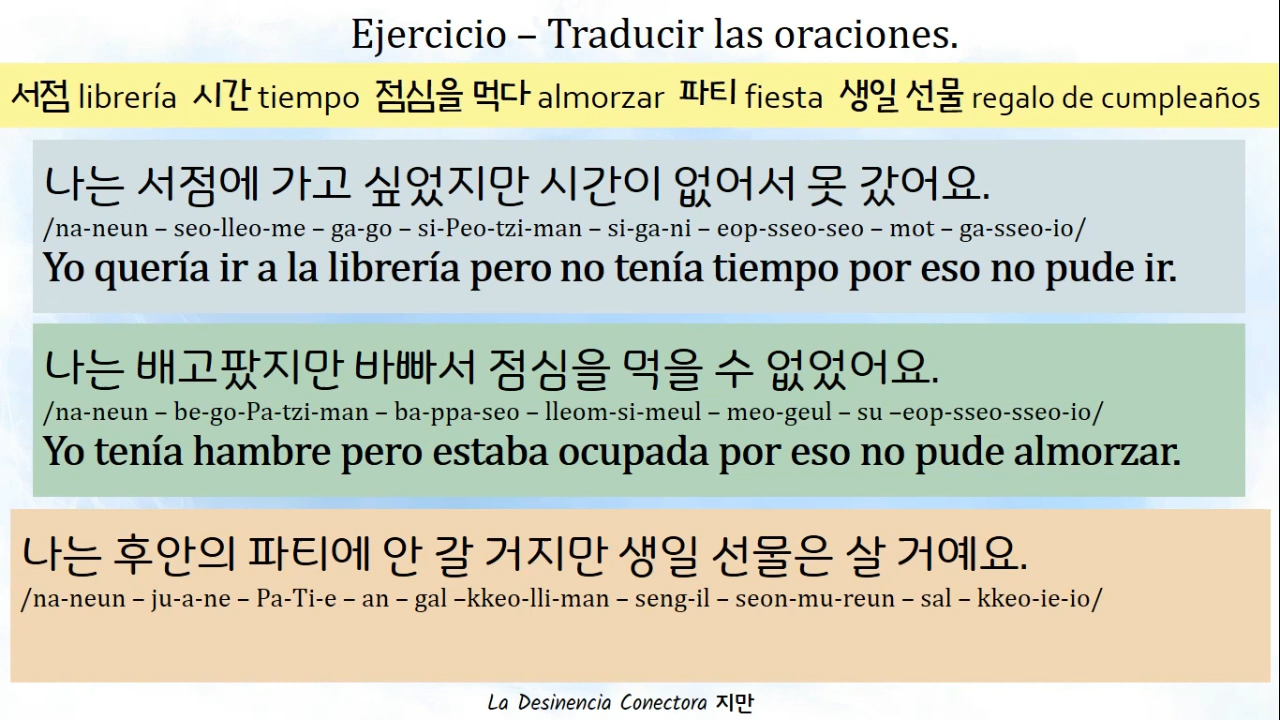 Ejercicio – Traducir las oraciones.
서점 librería 시간 tiempo 점심을 먹다 almorzar 파티 fiesta 생일 선물 regalo de cumpleaños
나는 서점에 가고 싶었지만 시간이 없어서 못 갔어요.
/na-neun – seo-lleo-me – ga-go – si-Peo-tzi-man – si-ga-ni – eop-sseo-seo – mot – ga-sseo-io/
Yo quería ir a la librería pero no tenía tiempo por eso no pude ir.
나는 배고팠지만 바빠서 점심을 먹을 수 없었어요.
/na-neun – be-go-Pa-tzi-man – ba-ppa-seo – lleom-si-meul – meo-geul – su –eop-sseo-sseo-io/
Yo tenía hambre pero estaba ocupada por eso no pude almorzar.
나는 후안의 파티에 안 갈 거지만 생일 선물은 살 거예요.
/na-neun – ju-a-ne – Pa-Ti-e – an – gal –kkeo-lli-man – seng-il – seon-mu-reun – sal – kkeo-ie-io/
La Desinencia Conectora 지만